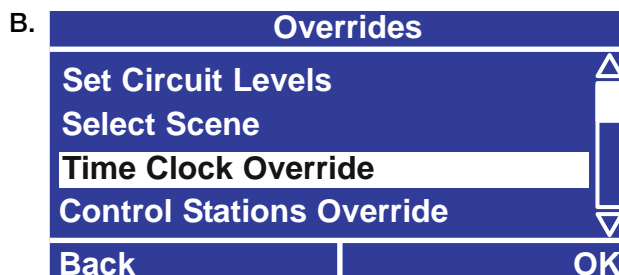 B.
Overrides
Set Circuit Levels
Select Scene
Time Clock Override
Control Stations Override
Back OK